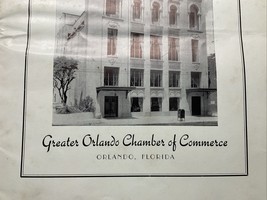 Greater Orlando Chamber of Commerce
ORLANDO, FLORIDA